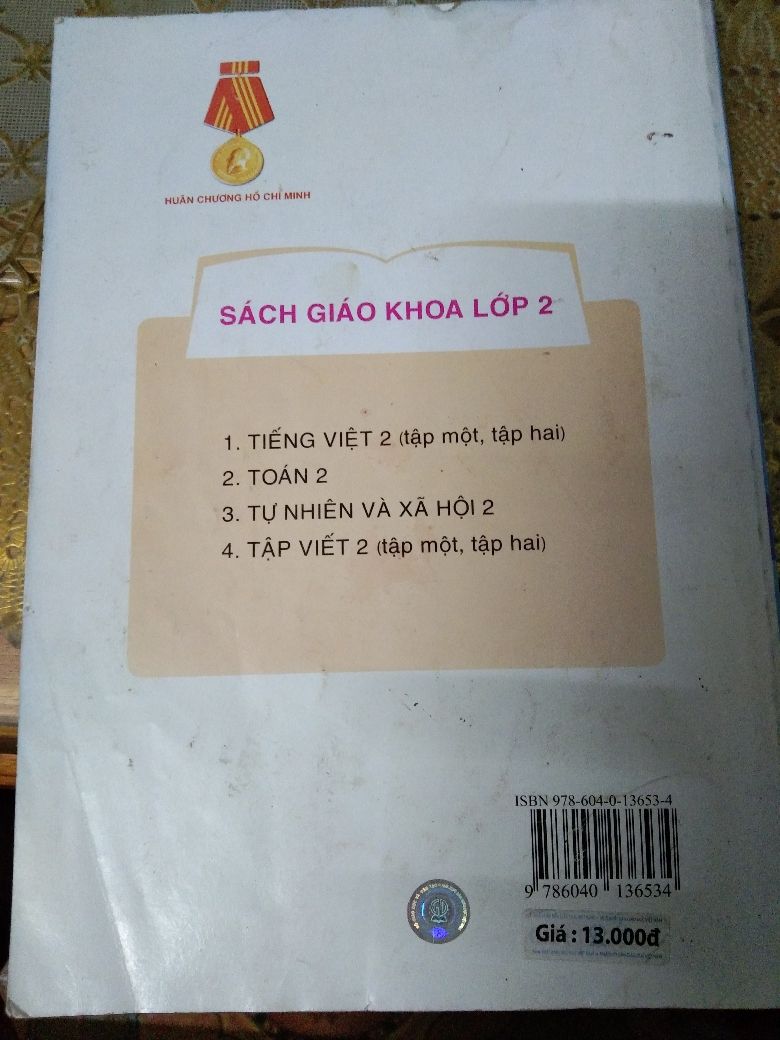 HUÂN CHƯƠNG HỒ CHÍ MINH
SÁCH GIÁO KHOA LỚP 2
1. TIẾNG VIỆT 2 (tập một, tập hai)
2. TOÁN 2
3. TỰ NHIÊN VÀ XÃ HỘI 2
4. TẬP VIẾT 2 (tập một, tập hai)
ISBN 978-604-0-13653-4
9 786040 136534
Giá : 13.000đ